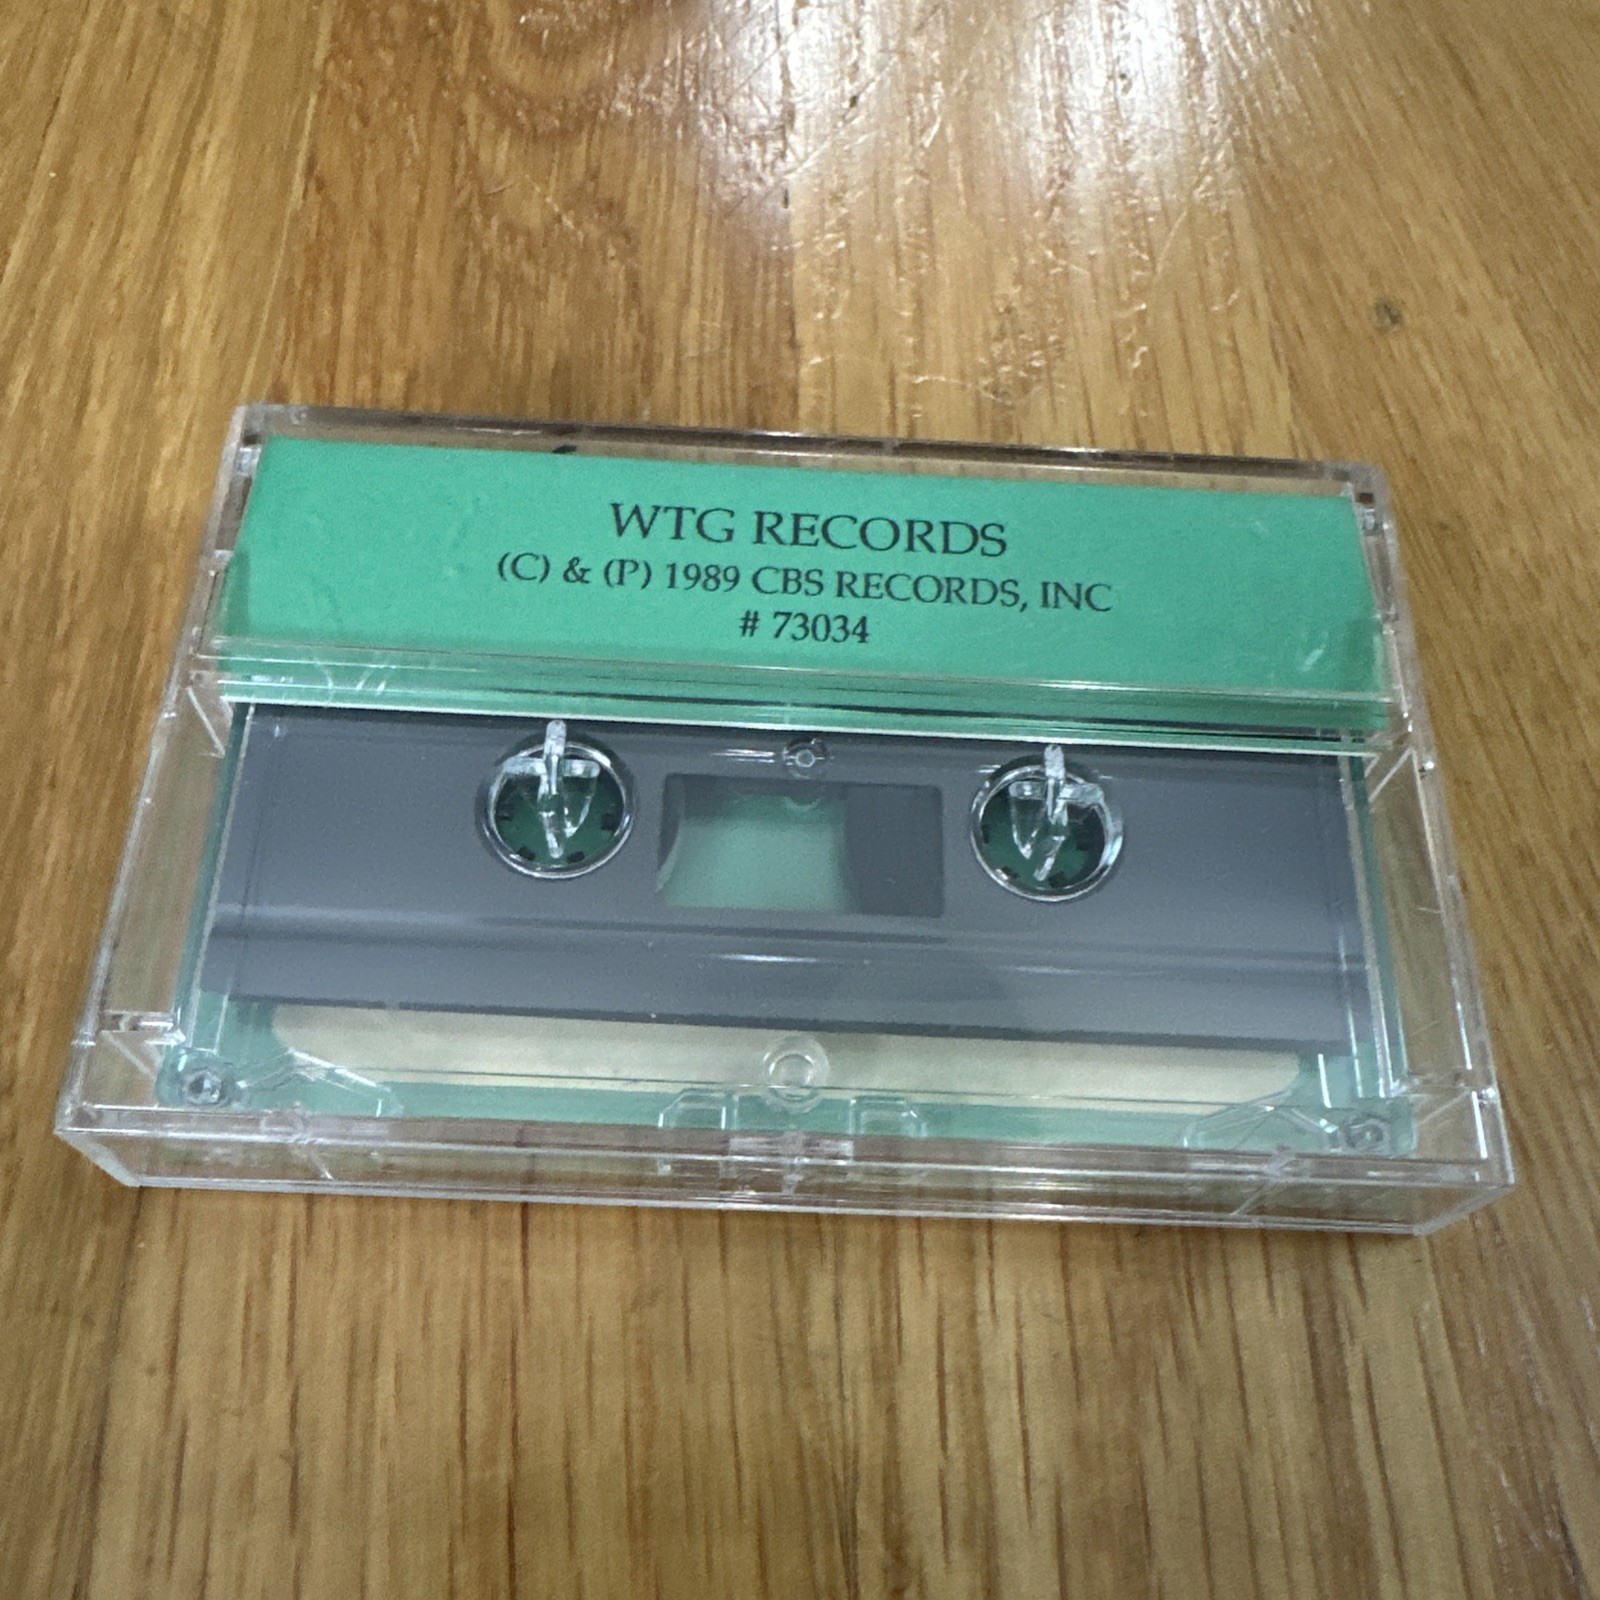 WTG RECORDS
(C) & (P) 1989 CBS RECORDS, INC
# 73034